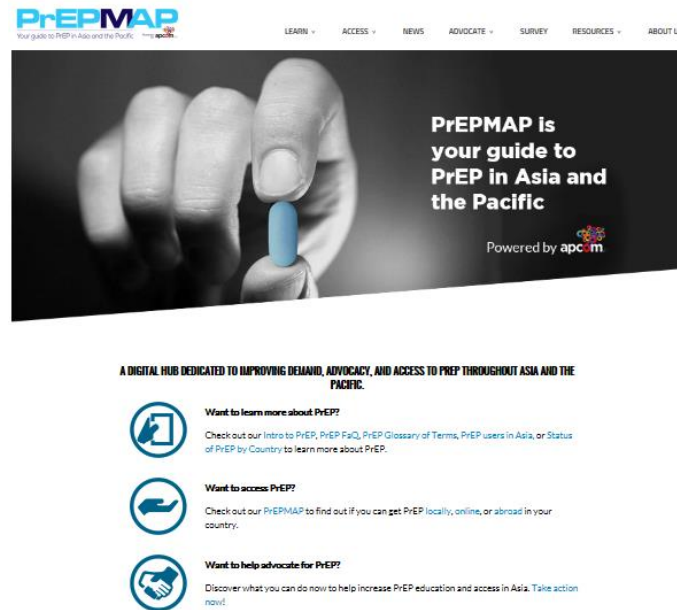 PrEPMAP
Your guide to PrEP in Asia and the Pacific
apcom
LEARN
ACCESS
NEWS
ADVOCATE
SURVEY
RESOURCES
ABOUT U
PrEPMAP is
your guide to
PrEP in Asia and
the Pacific
Powered by apcom
A DIGITAL HUB DEDICATED TO IMPROVING DEMAND, ADVOCACY, AND ACCESS TO PREP THROUGHOUT ASIA AND THE
PACIFIC.
Want to learn more about PrEP?
Check out our Intro to PrEP, PrEP FaQ, PrEP Glossary of Terms, PrEP users in Asia, or Status
of PrEP by Country to learn more about PrEP.
Want to access PrEP?
Check out our PrEPMAP to find out if you can get PrEP locally, online, or abroad in your
country.
Want to help advocate for PrEP?
Discover what you can do now to help increase PrEP education and access in Asia. Take action
now!